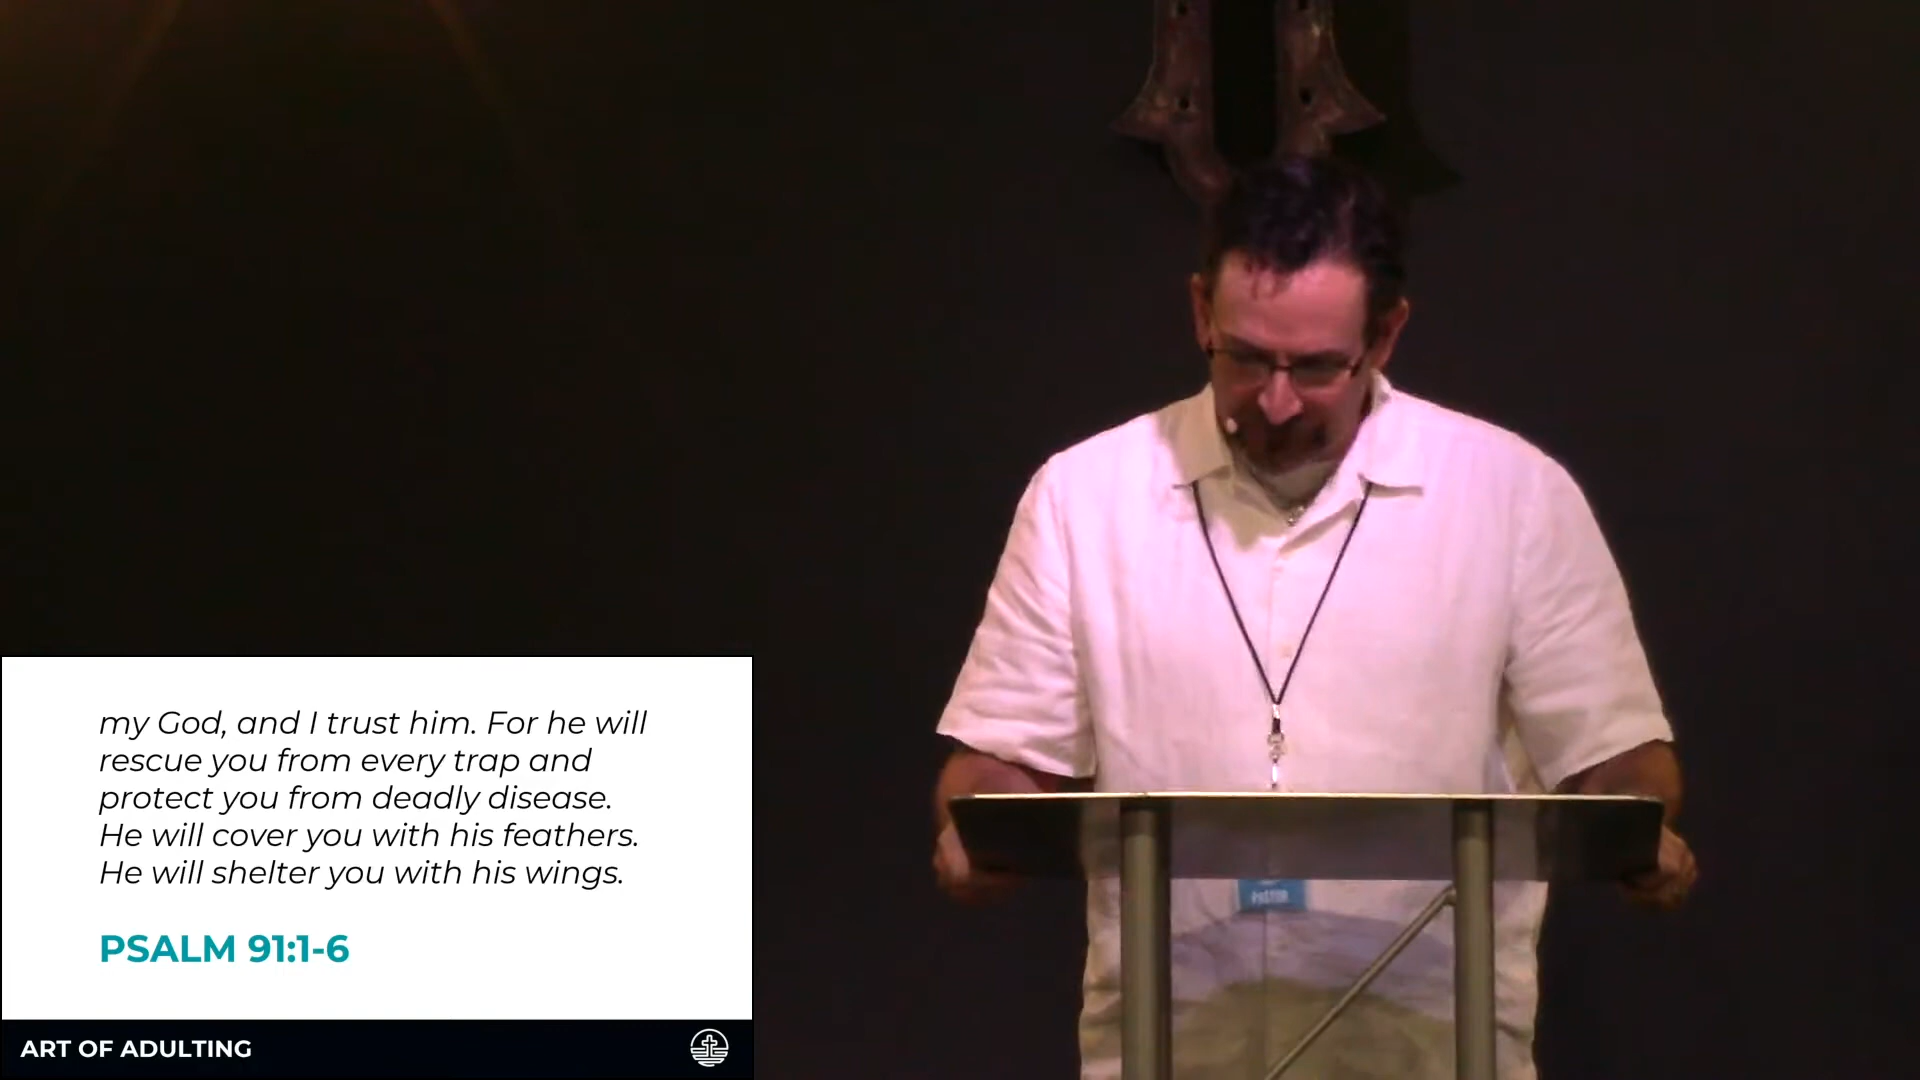 my God, and I trust him. For he will
rescue you from every trap and
protect you from deadly disease.
He will cover you with his feathers.
He will shelter you with his wings.
PSALM 91:1-6
ART OF ADULTING
PASTOR